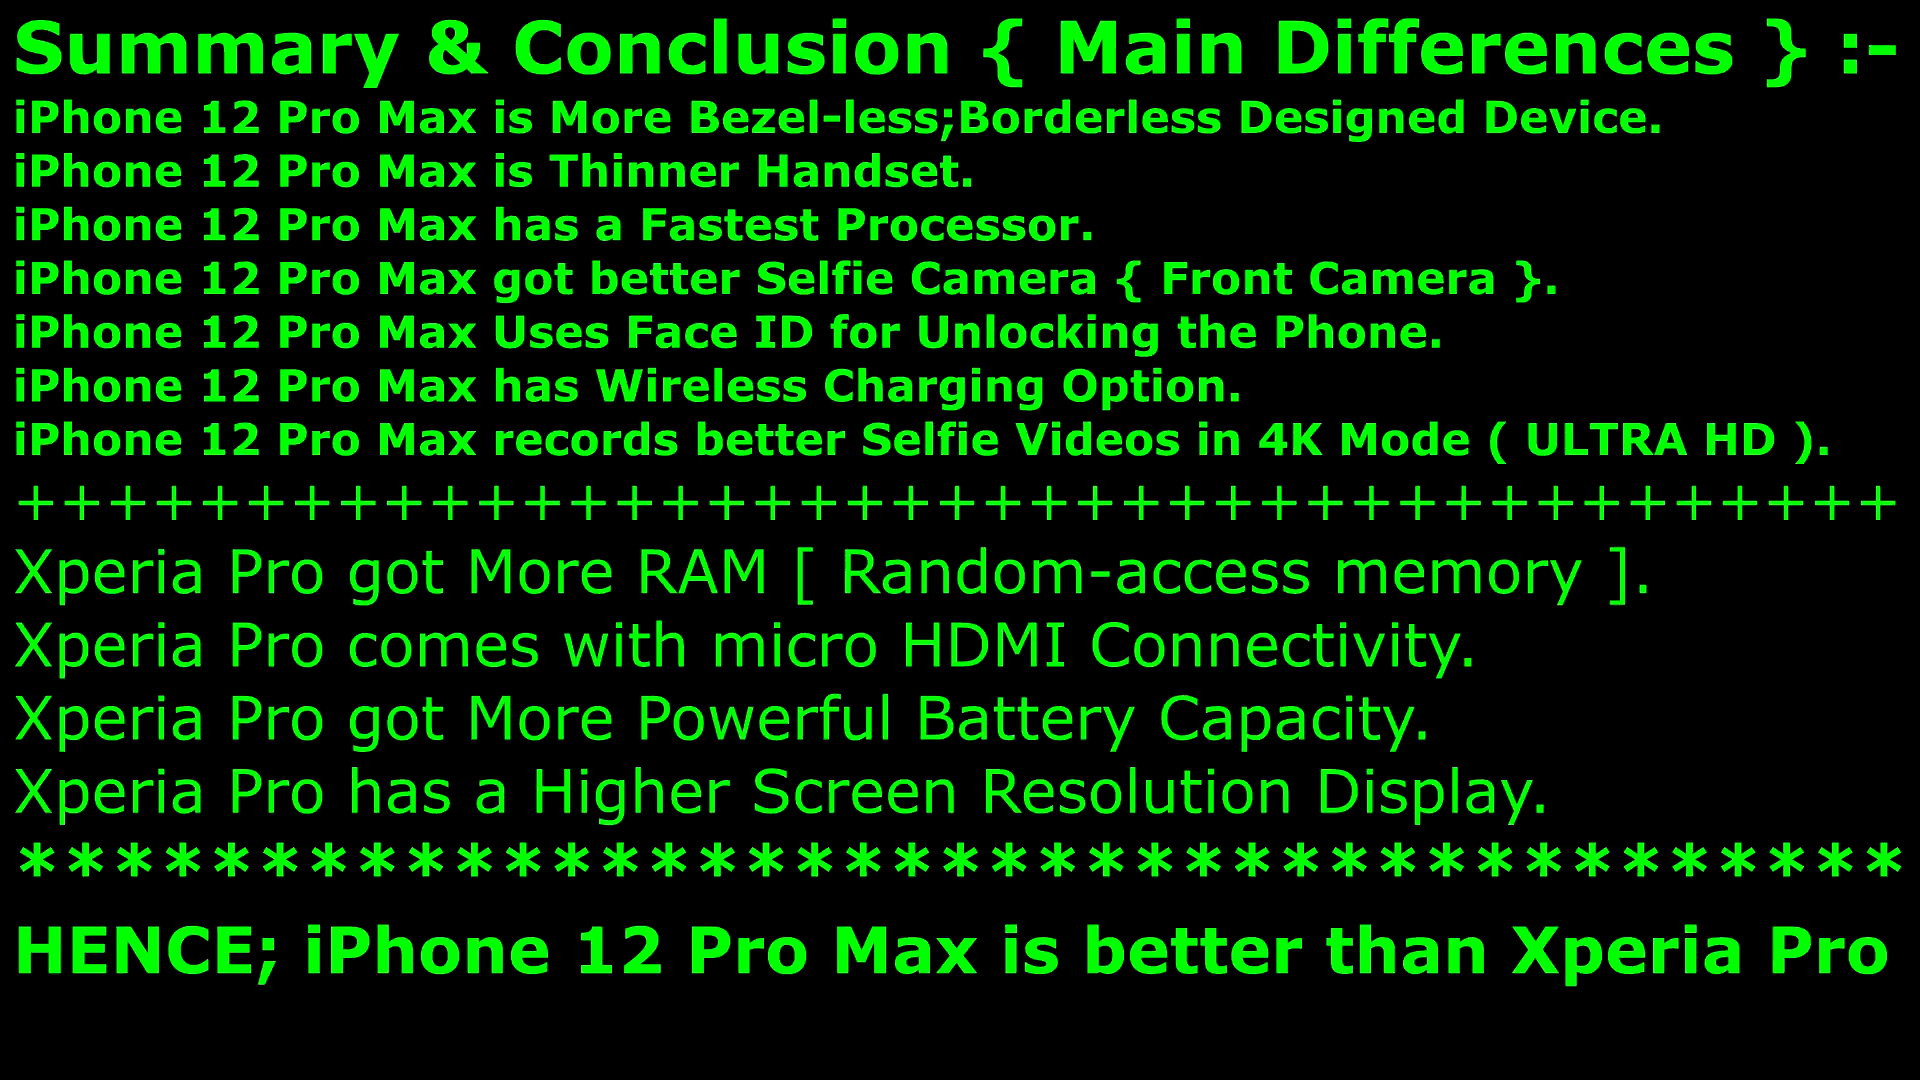 Summary & Conclusion { Main Differences } :-
iPhone 12 Pro Max is More Bezel-less;Borderless Designed Device.
iPhone 12 Pro Max is Thinner Handset.
iPhone 12 Pro Max has a Fastest Processor.
iPhone 12 Pro Max got better Selfie Camera { Front Camera }.
iPhone 12 Pro Max Uses Face ID for Unlocking the Phone.
iPhone 12 Pro Max has Wireless Charging Option.
iPhone 12 Pro Max records better Selfie Videos in 4K Mode ( ULTRA HD ).
+++++++++++++++++++++++++++++++++++++++++
Xperia Pro got More RAM [ Random-access memory ].
Xperia Pro comes with micro HDMI Connectivity.
Xperia Pro got More Powerful Battery Capacity.
Xperia Pro has a Higher Screen Resolution Display.
***************************************
HENCE; iPhone 12 Pro Max is better than Xperia Pro